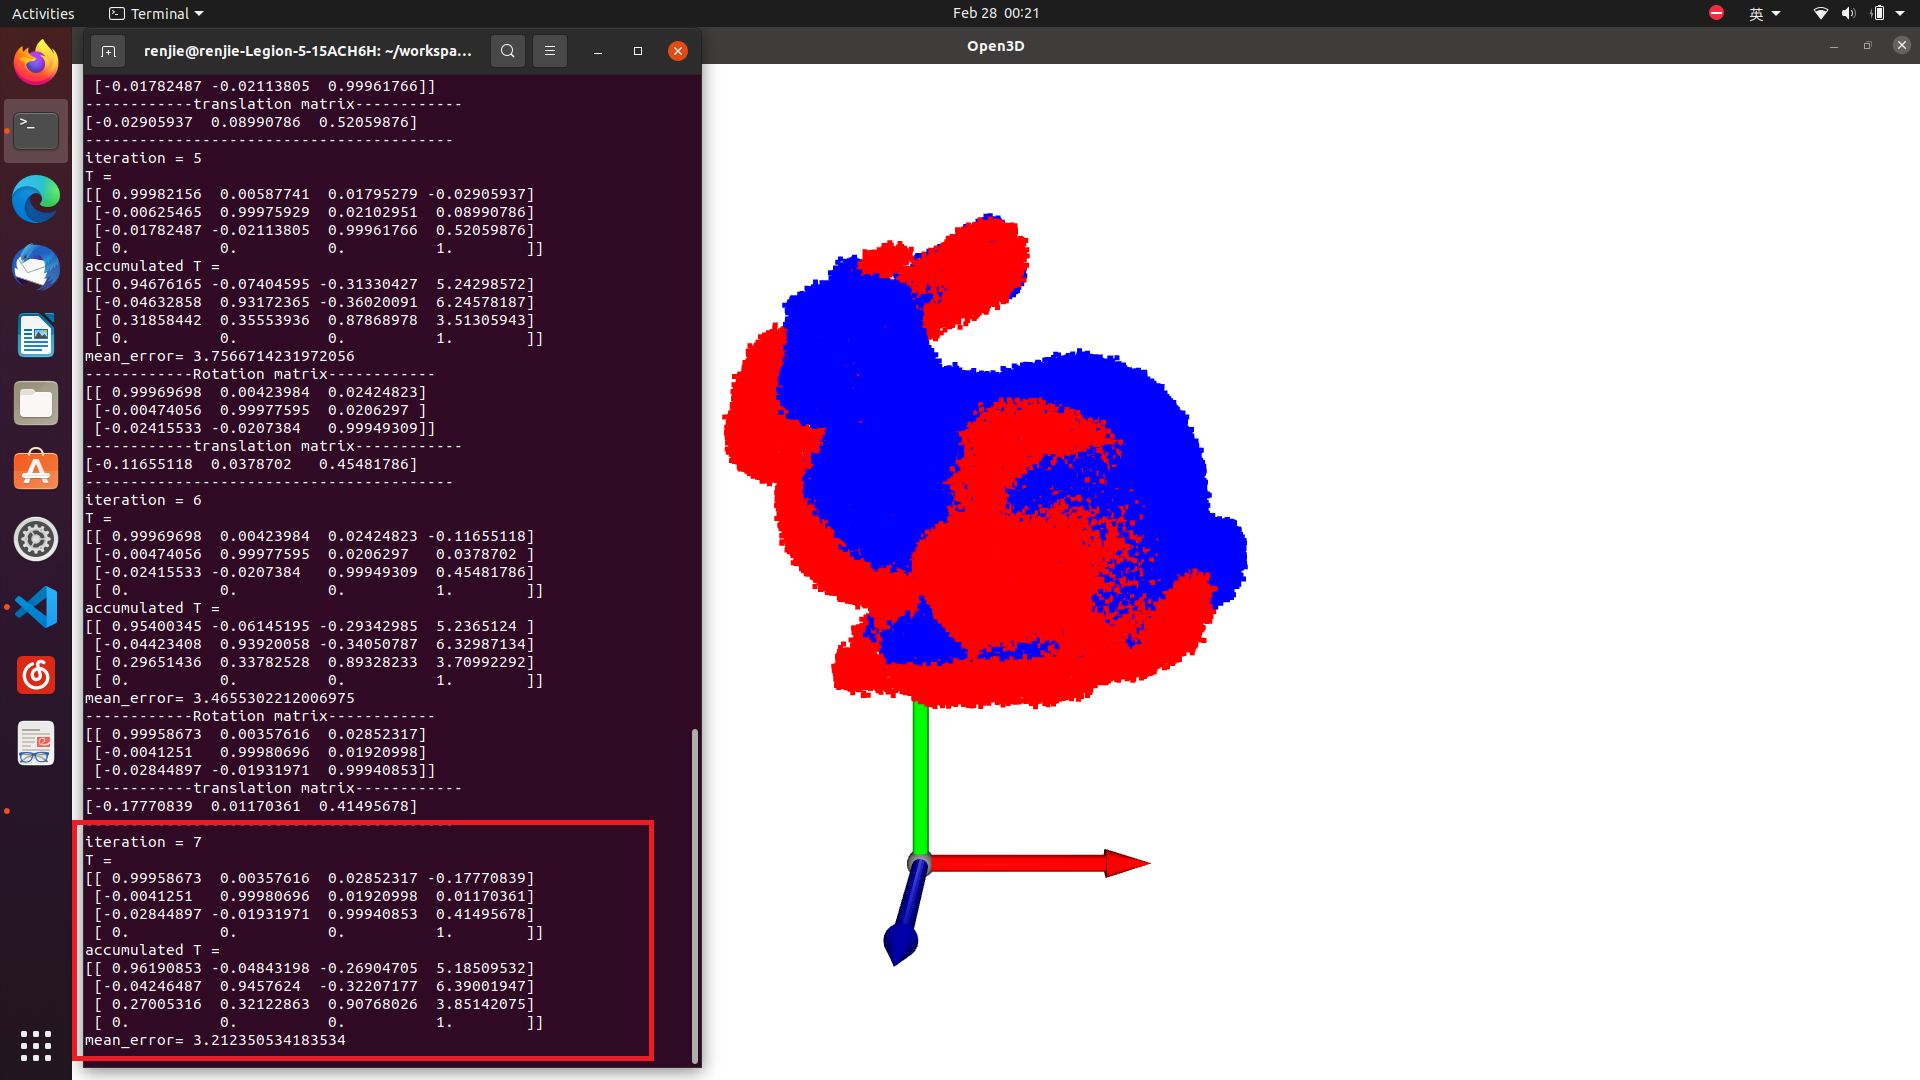 Activities
Terminal
Feb 28 00:21
英
renjie@renjie-Legion-5-15ACH6H: ~/workspa...
Open3D
[-0.01782487 -0.02113805  0.99961766]]
------------translation matrix------------
[-0.02905937  0.08990786  0.52059876]
-----------------------------------------
iteration = 5
T =
[[ 0.99982156  0.00587741  0.01795279 -0.02905937]
[-0.00625465  0.99975929  0.02102951  0.08990786]
[-0.01782487 -0.02113805  0.99961766  0.52059876]
[ 0.          0.          0.          1.        ]]
accumulated T =
[[ 0.94676165 -0.07404595 -0.31330427  5.24298572]
[-0.04632858  0.93172365 -0.36020091  6.24578187]
[ 0.31858442  0.35553936  0.87868978  3.51305943]
[ 0.          0.          0.          1.        ]]
mean_error= 3.7566714231972056
------------Rotation matrix------------
[[ 0.99969698  0.00423984  0.02424823]
[-0.00474056  0.99977595  0.0206297 ]
[-0.02415533 -0.0207384   0.99949309]]
------------translation matrix------------
[-0.11655118  0.0378702   0.45481786]
-----------------------------------------
iteration = 6
T =
[[ 0.99969698  0.00423984  0.02424823 -0.11655118]
[-0.00474056  0.99977595  0.0206297   0.0378702 ]
[-0.02415533 -0.0207384   0.99949309  0.45481786]
[ 0.          0.          0.          1.        ]]
accumulated T =
[[ 0.95400345 -0.06145195 -0.29342985  5.2365124 ]
[-0.04423408  0.93920058 -0.34050787  6.32987134]
[ 0.29651436  0.33782528  0.89328233  3.70992292]
[ 0.          0.          0.          1.        ]]
mean_error= 3.4655302212006975
------------Rotation matrix------------
[[ 0.99958673  0.00357616  0.02852317]
[-0.0041251   0.99980696  0.01920998]
[-0.02844897 -0.01931971  0.99940853]]
------------translation matrix------------
[-0.17770839  0.01170361  0.41495678]
-----------------------------------------
iteration = 7
T =
[[ 0.99958673  0.00357616  0.02852317 -0.17770839]
[-0.0041251   0.99980696  0.01920998  0.01170361]
[-0.02844897 -0.01931971  0.99940853  0.41495678]
[ 0.          0.          0.          1.        ]]
accumulated T =
[[ 0.96190853 -0.04843198 -0.26904705  5.18509532]
[-0.04246487  0.9457624  -0.32207177  6.39001947]
[ 0.27005316  0.32122863  0.90768026  3.85142075]
[ 0.          0.          0.          1.        ]]
mean_error= 3.212350534183534